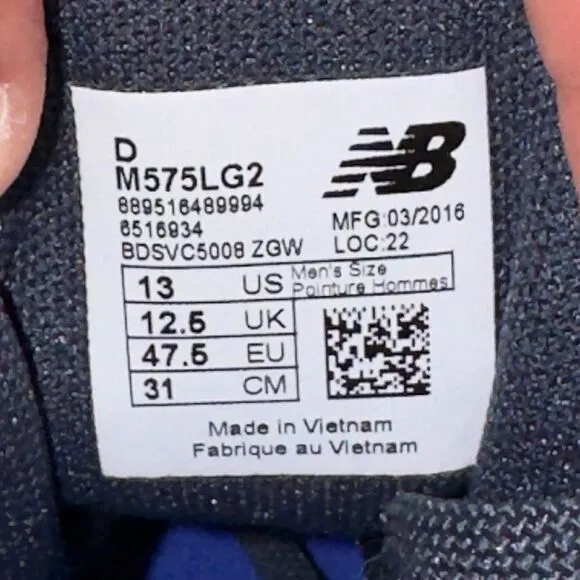 D
M575LG2
889516489994
6516934
BDSVC5008 ZGW
NB
MFG:03/2016
LOC:22
13 US Men's Size
Pointure Hommes
12.5 UK
47.5 EU
31 CM
Made in Vietnam
Fabrique au Vietnam